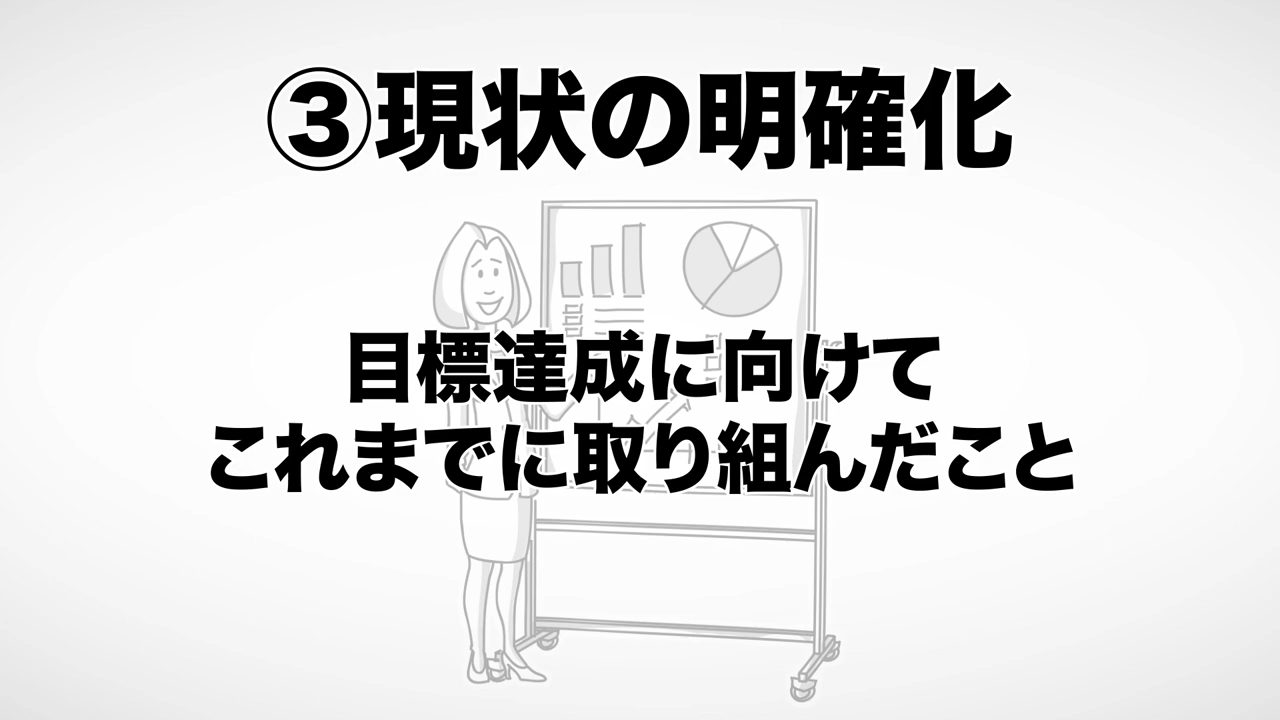 ③現状の明確化
目標達成に向けて
これまでに取り組んだこと